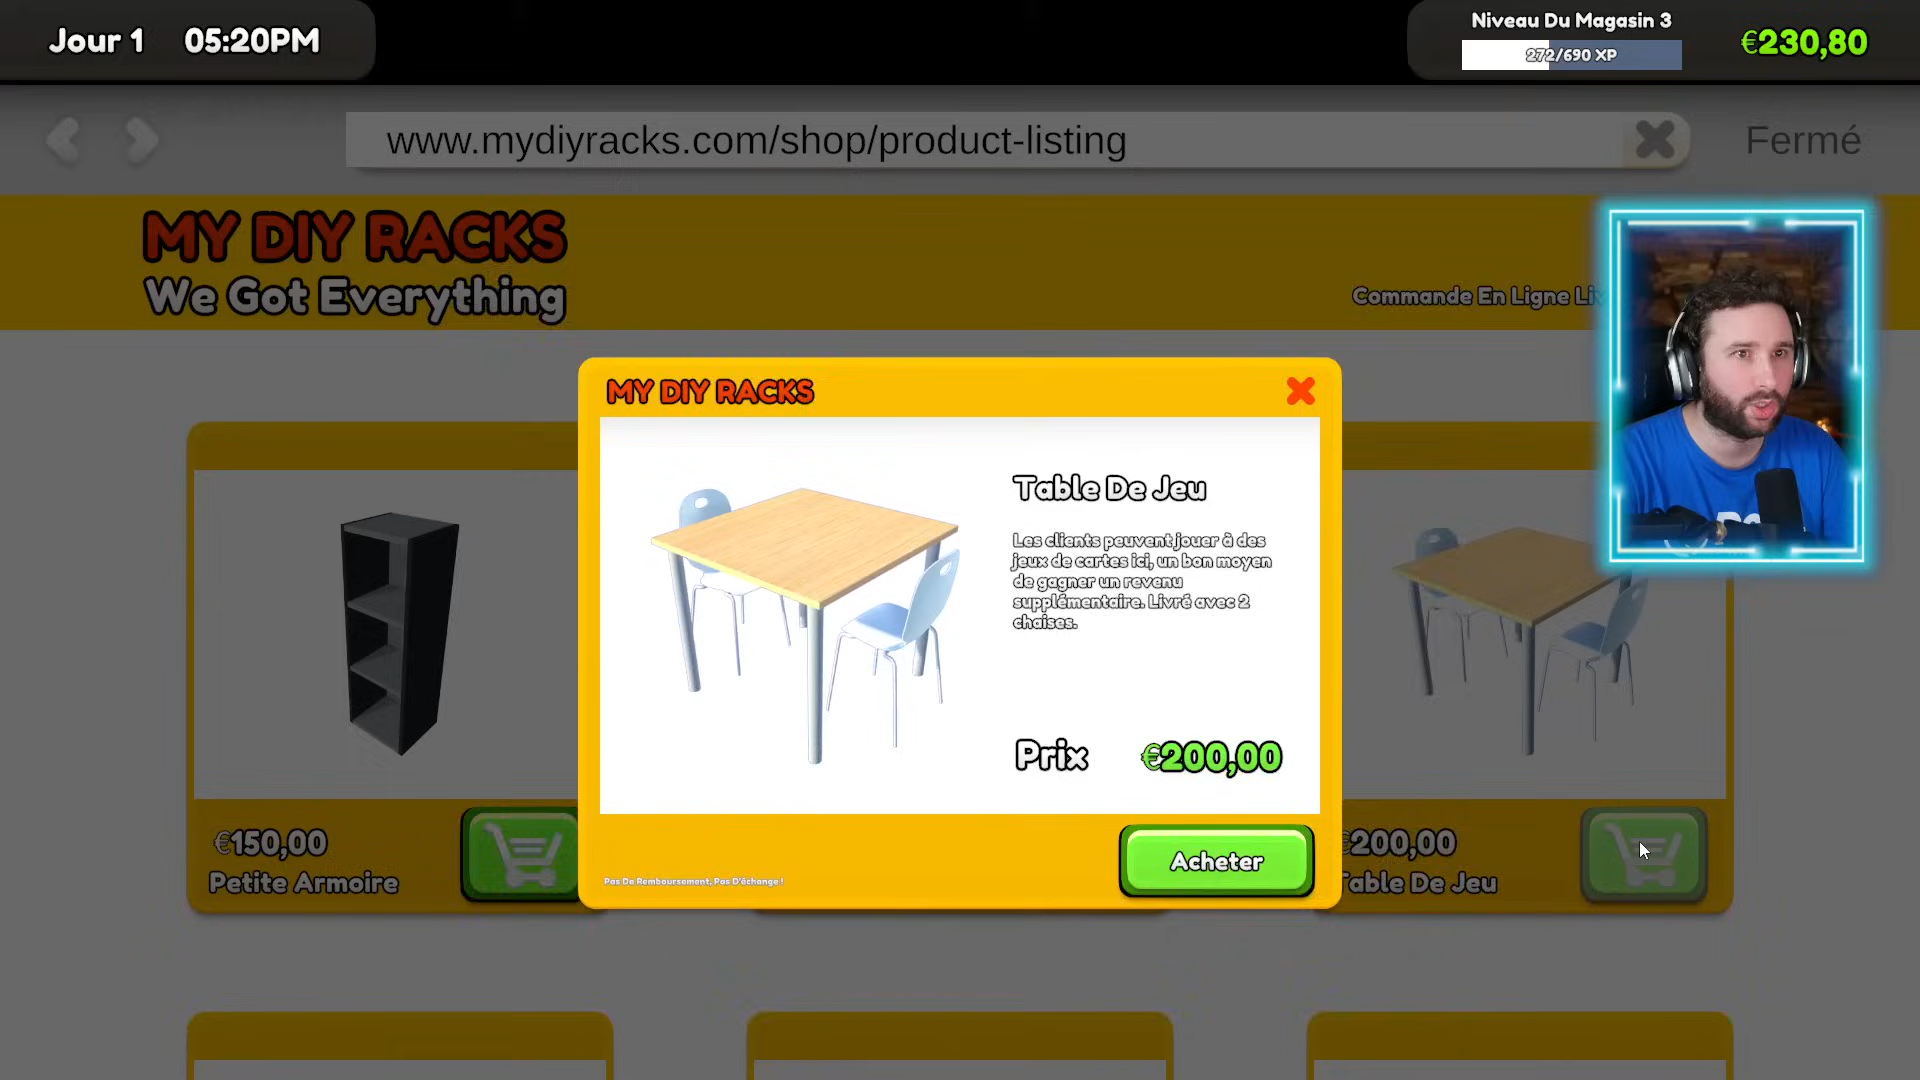 Jour 1 05:20PM
Niveau Du Magasin 3
272/690 XP
€230,80
www.mydiyracks.com/shop/product-listing
Fermé
MY DIY RACKS
We Got Everything
Commande En Ligne
MY DIY RACKS
Table De Jeu
Les clients peuvent jouer à des
jeux de cartes ici, un bon moyen
de gagner un revenu
supplémentaire. Livré avec 2
chaises.
Prix €200,00
Acheter
Pas De Remboursement, Pas D'échange !
€150,00
Petite Armoire
€200,00
Table De Jeu